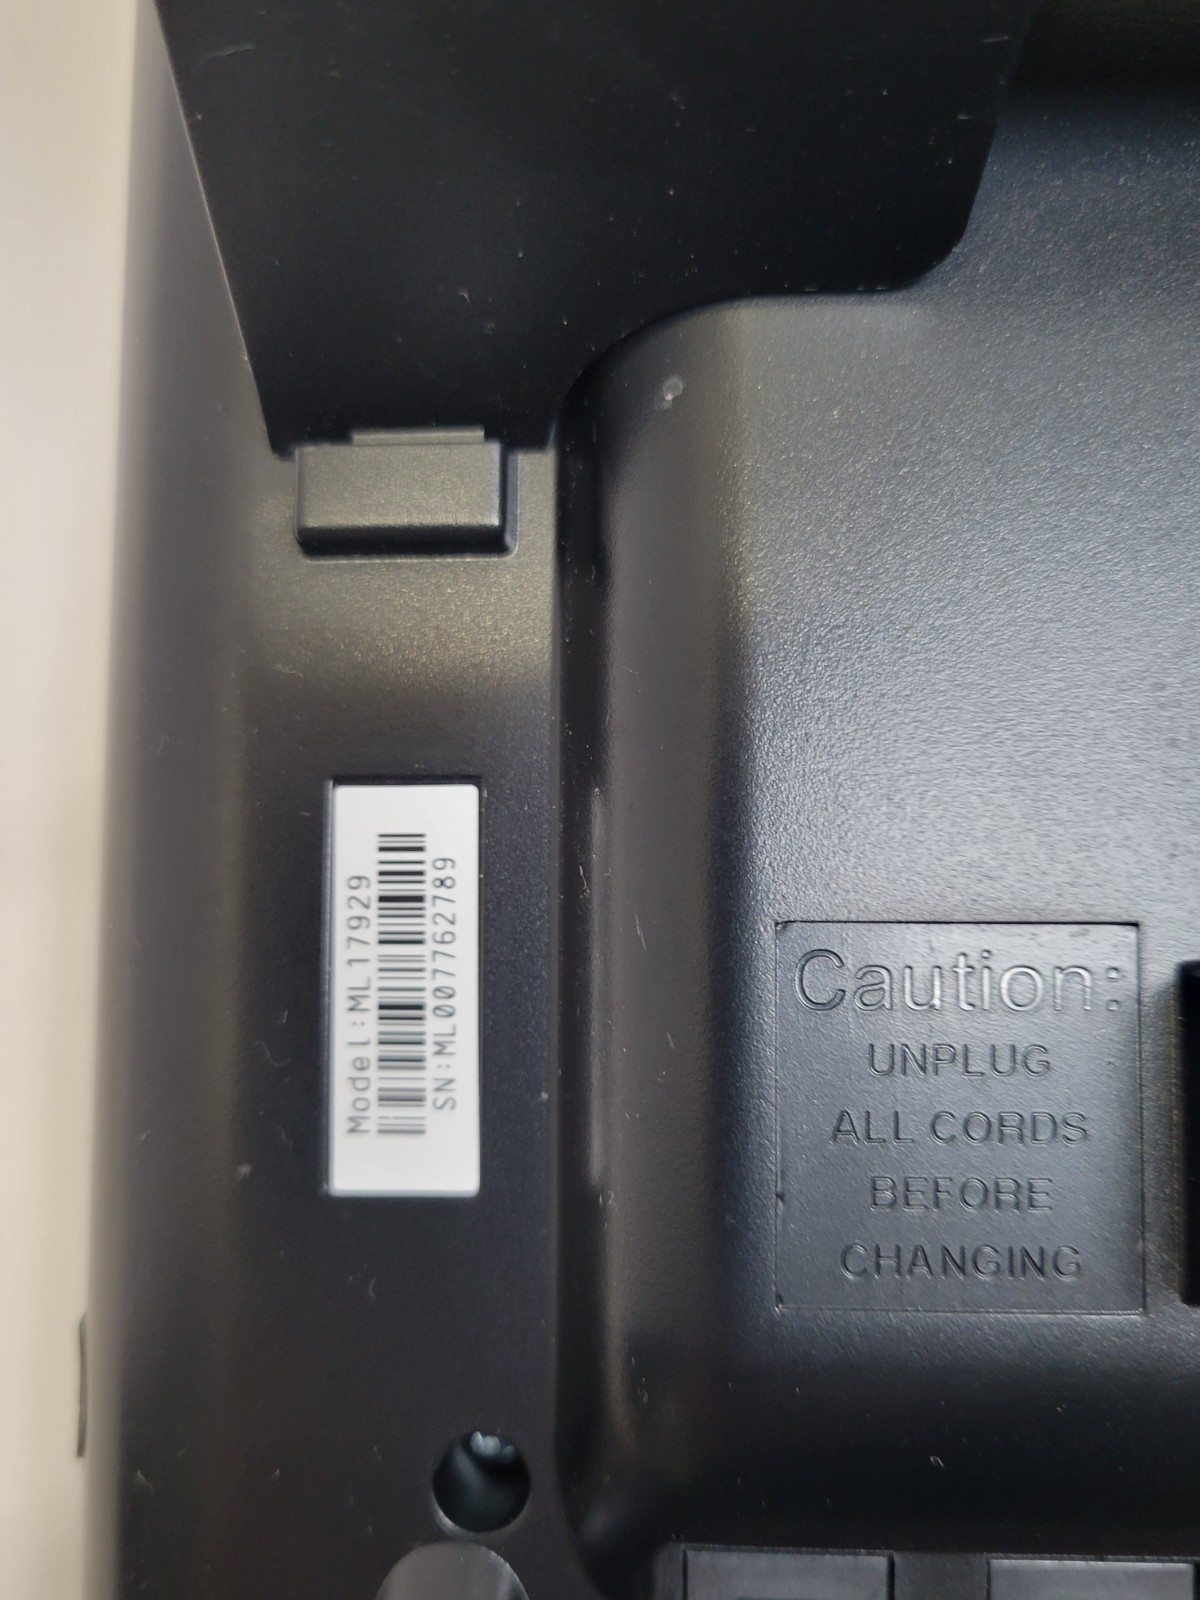 Model:ML17929
SN:ML007762789
Caution:
UNPLUG
ALL CORDS
BEFORE
CHANGING